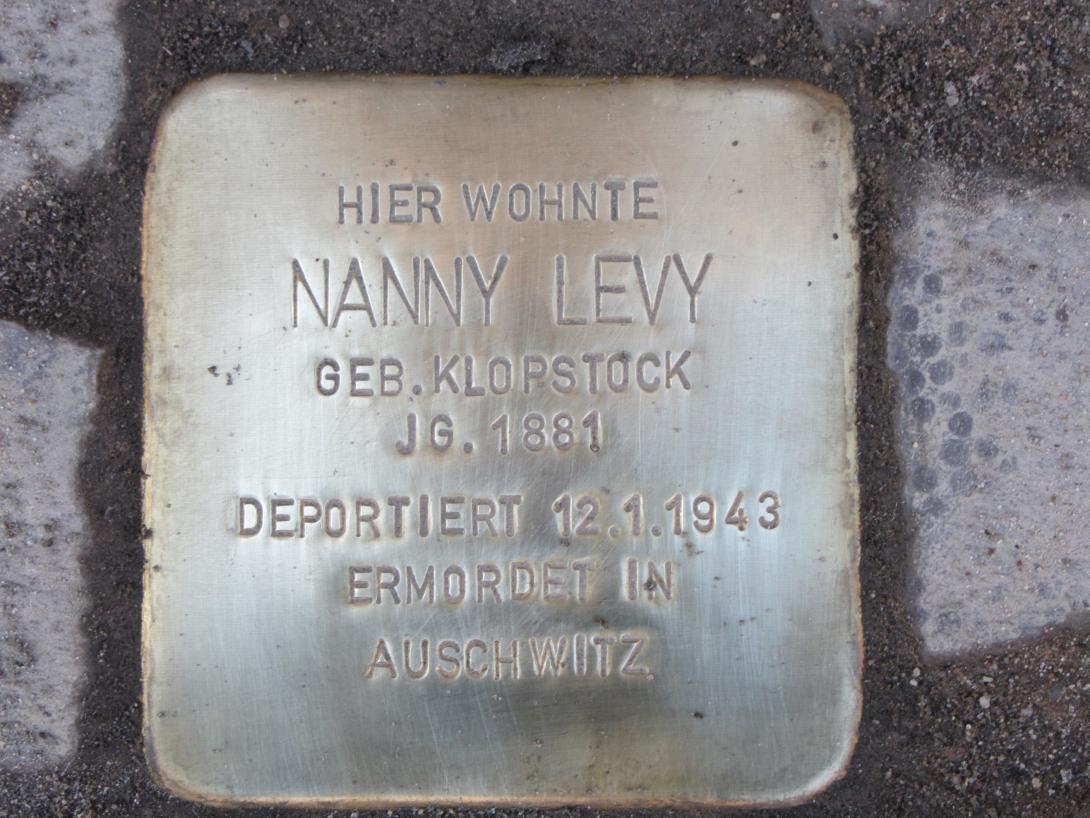 HIER WOHNTE
NANNY LEVY
GEB. KLOPSTOCK
JG. 1881
DEPORTIERT 12.1.1943
ERMORDET IN
AUSCHWITZ